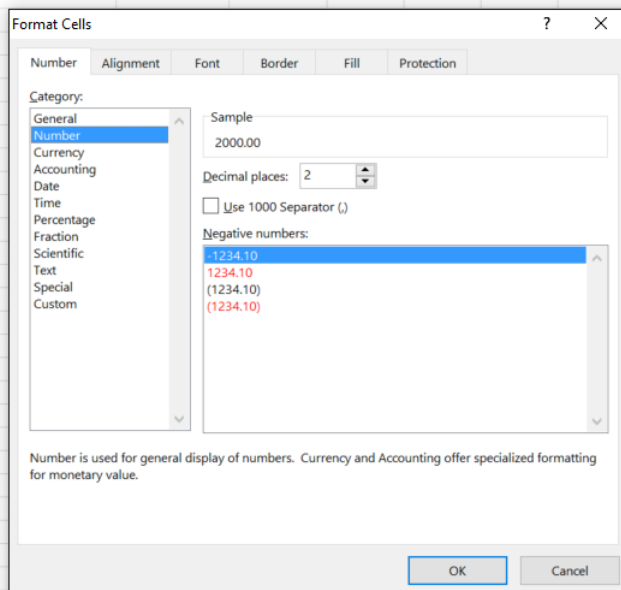 Format Cells ? ×
Number Alignment Font Border Fill Protection
Category:
General
Number
Currency
Accounting
Date
Time
Percentage
Fraction
Scientific
Text
Special
Custom
Sample
2000.00
Decimal places: 2
Use 1000 Separator (,)
Negative numbers:
-1234.10
1234.10
(1234.10)
(1234.10)
Number is used for general display of numbers. Currency and Accounting offer specialized formatting
for monetary value.
OK Cancel